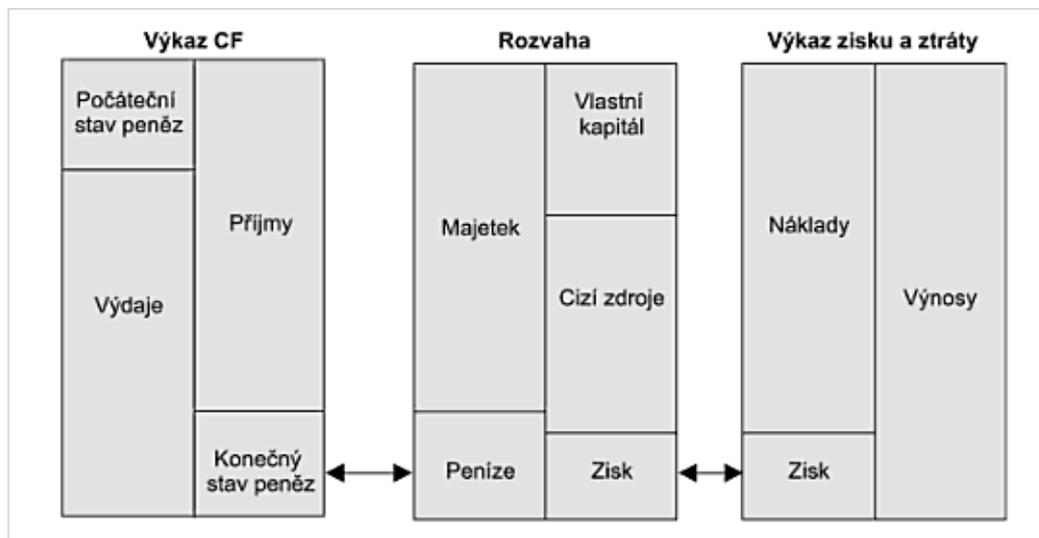 Výkaz CF
Počáteční
stav peněz
Výdaje
Příjmy
Konečný
stav peněz
Rozvaha
Majetek
Peníze
Vlastní
kapitál
Cizí zdroje
Zisk
Výkaz zisku a ztráty
Náklady
Zisk
Výnosy